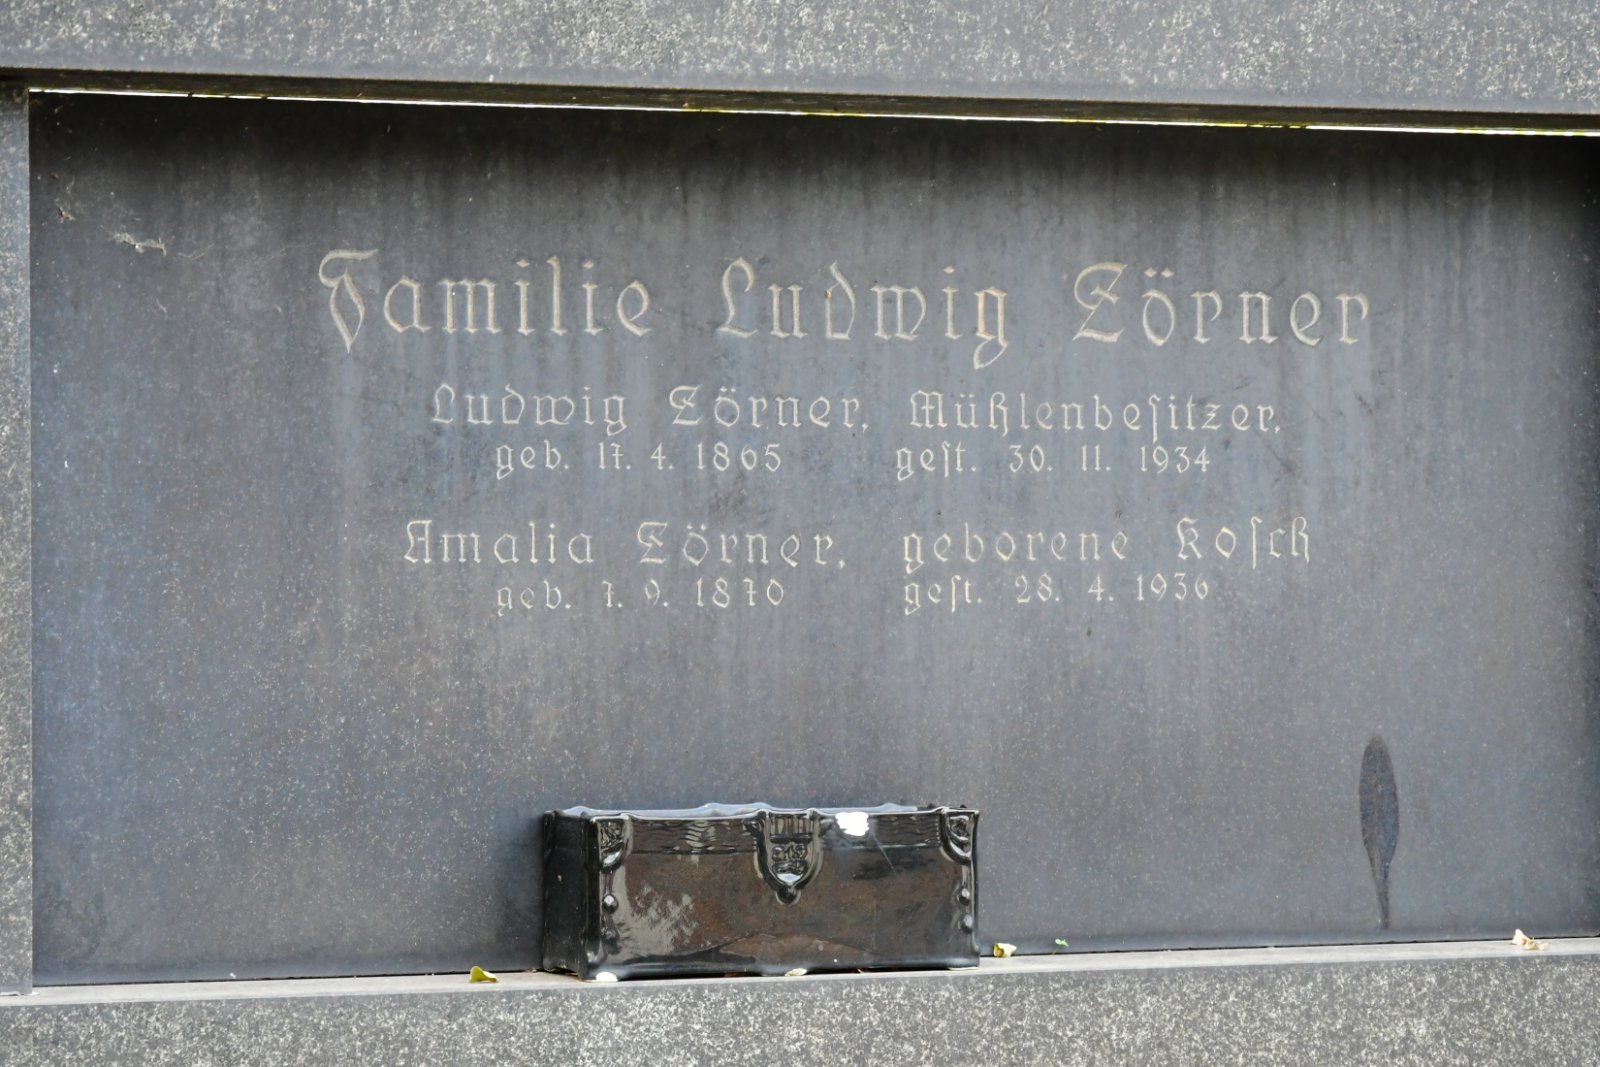 Familie Ludwig Zörner
Ludwig Zörner, Mühlenbeſitzer,
geb. 17. 4. 1865 geſt. 30. 11. 1934
Amalia Zörner, geborene Koſch
geb. 7. 9. 1870 geſt. 28. 4. 1936